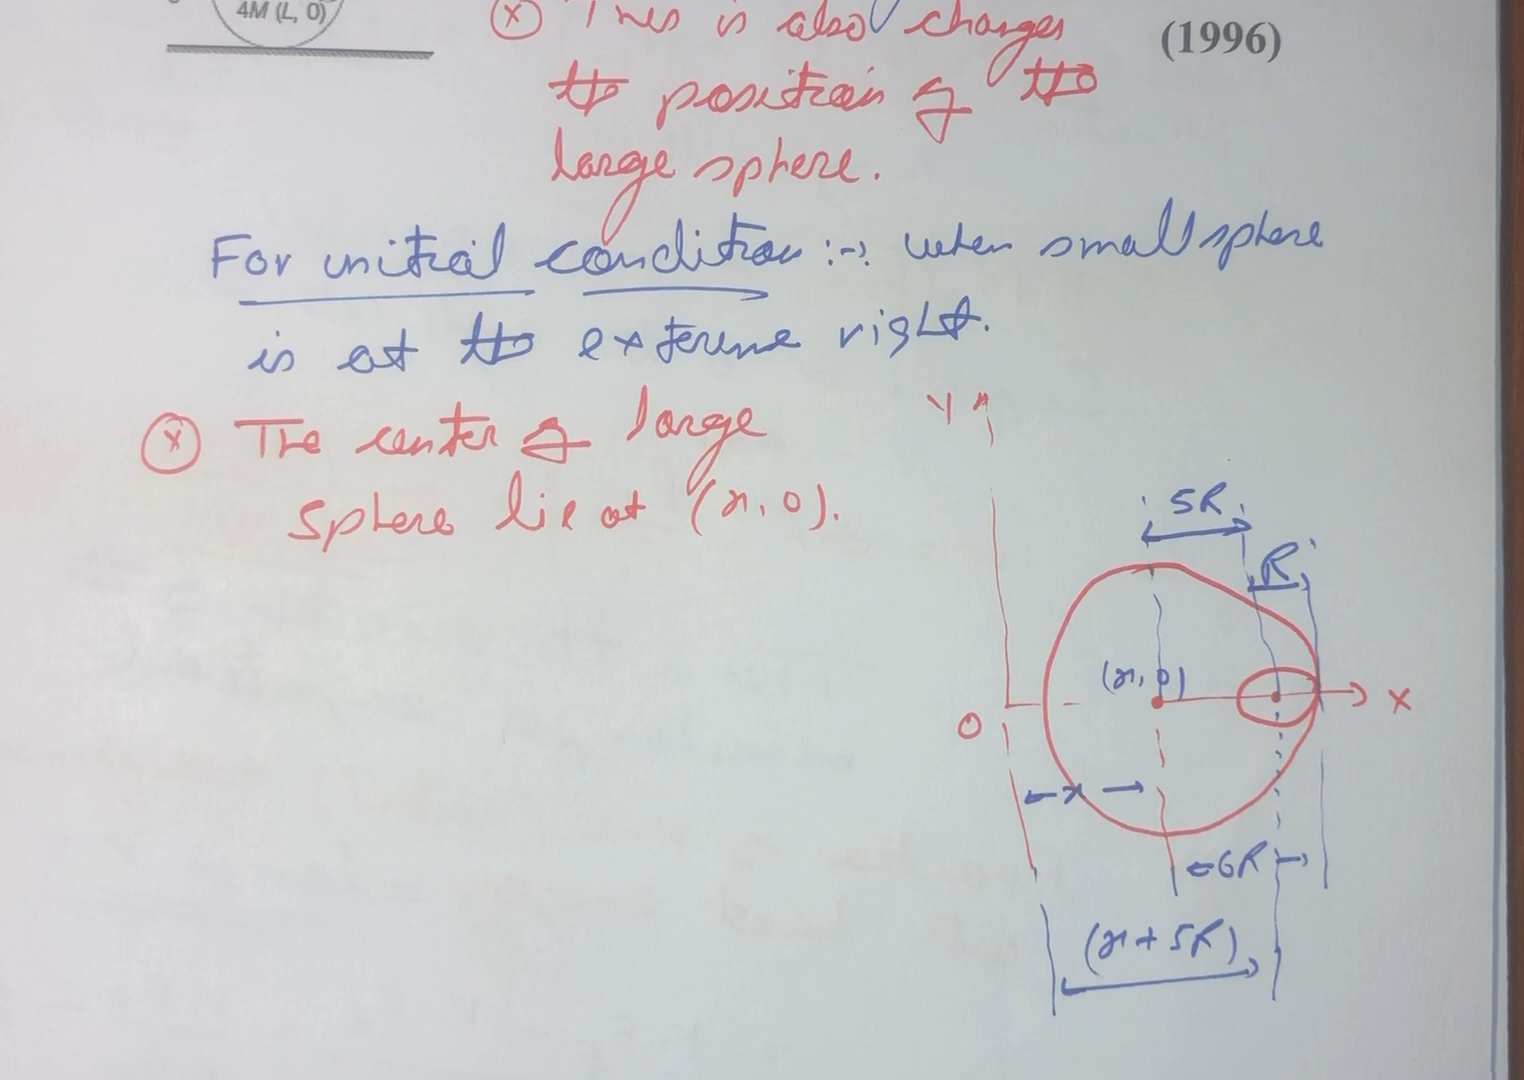 4M (L, 0)
(x) This is also changes (1996)
the position of the
large sphere.
For initial condition :→ when small sphere
is at the extreme right.
(x) The center of large
sphere lie at (x, 0).
Y
5R
R
(x, 0)
X
O
x
6R
(x + 5R)